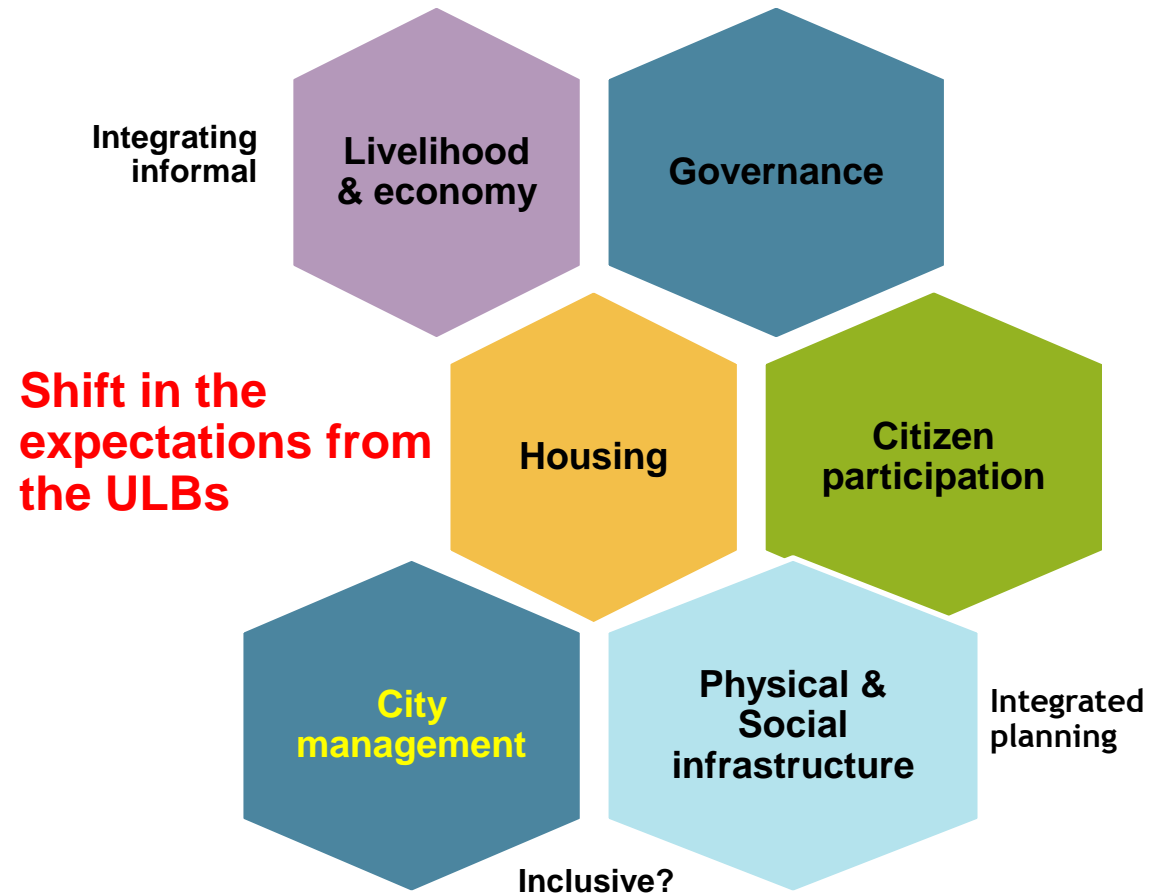 Integrating
informal
Livelihood
& economy
Governance
Shift in the
expectations from
the ULBs
Housing
Citizen
participation
City
management
Physical &
Social
infrastructure
Integrated
planning
Inclusive?